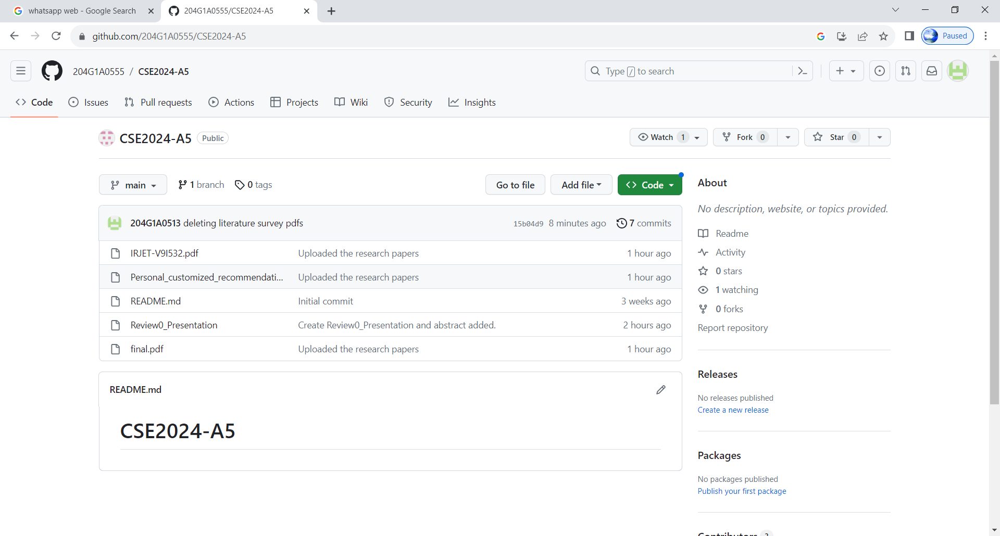 whatsapp web - Google Search
204G1A0555/CSE2024-A5
github.com/204G1A0555/CSE2024-A5
Paused
204G1A0555 / CSE2024-A5
Type / to search
Code Issues Pull requests Actions Projects Wiki Security Insights
CSE2024-A5 Public
Watch 1 Fork 0 Star 0
main 1 branch 0 tags Go to file Add file Code
204G1A0513 deleting literature survey pdfs 15b04d9 8 minutes ago 7 commits
IRJET-V9I532.pdf Uploaded the research papers 1 hour ago
Personal_customized_recommendati... Uploaded the research papers 1 hour ago
README.md Initial commit 3 weeks ago
Review0_Presentation Create Review0_Presentation and abstract added. 2 hours ago
final.pdf Uploaded the research papers 1 hour ago
README.md
CSE2024-A5
About
No description, website, or topics provided.
Readme
Activity
0 stars
1 watching
0 forks
Report repository
Releases
No releases published
Create a new release
Packages
No packages published
Publish your first package
Contributors